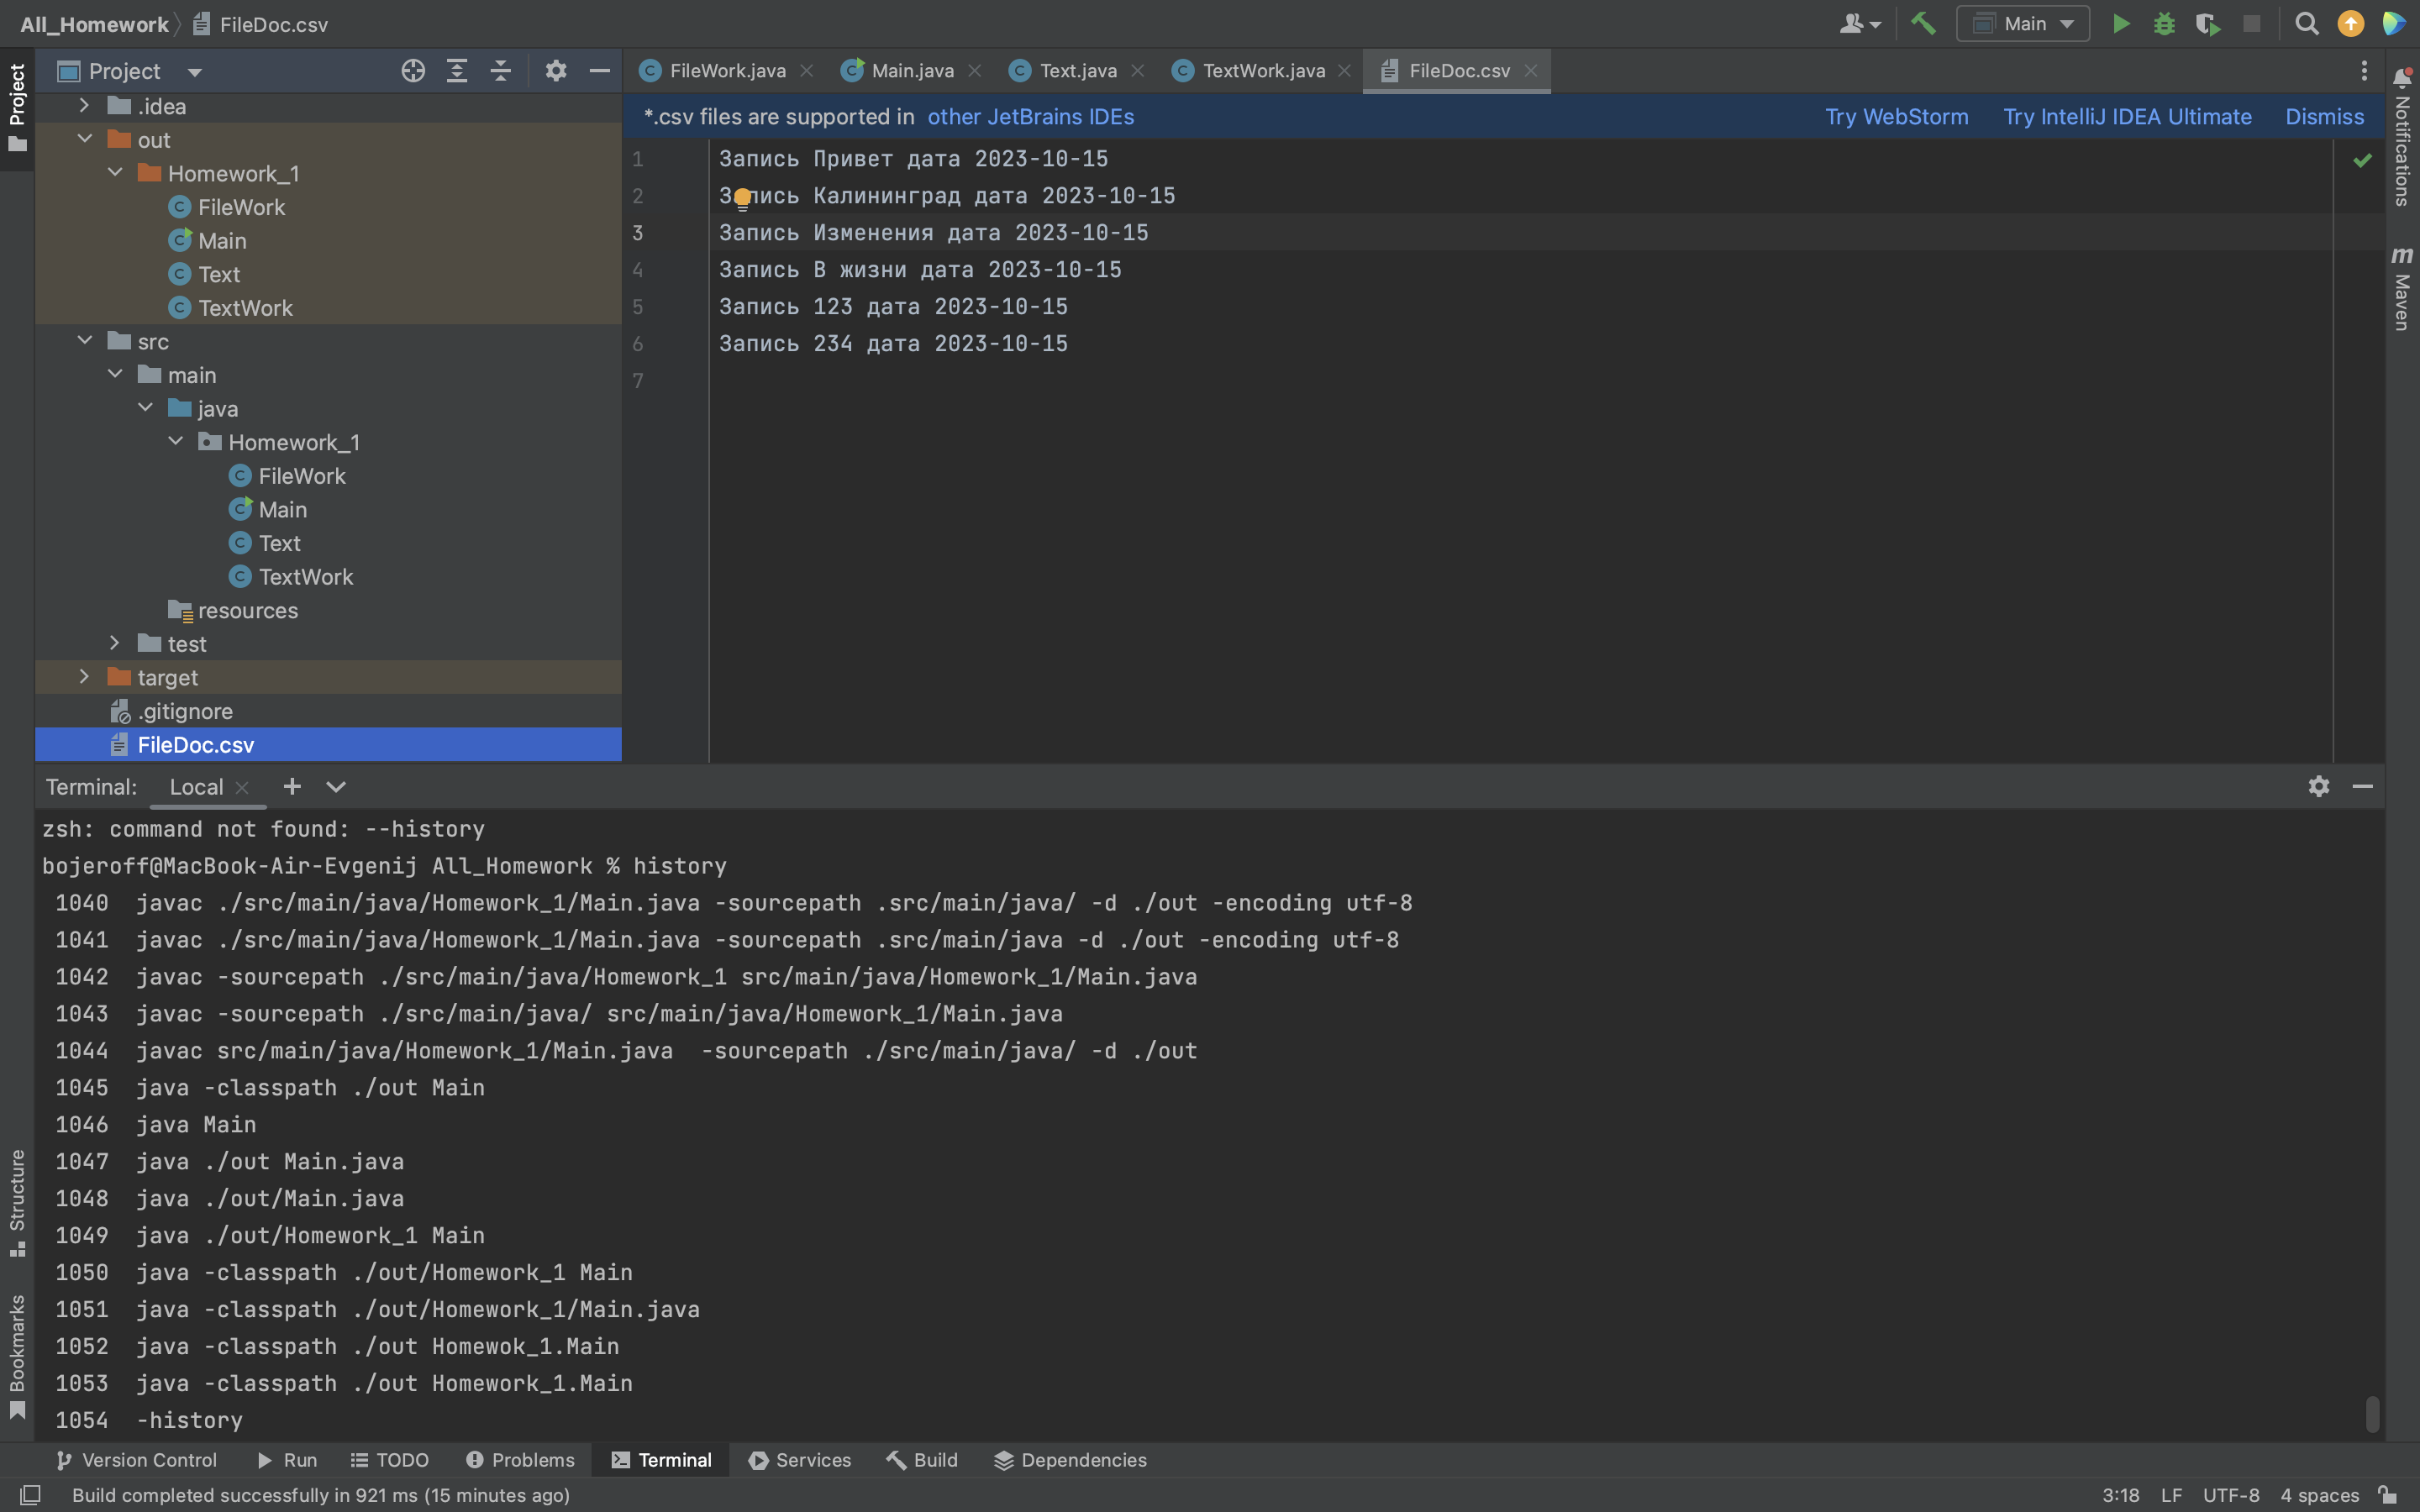 All_Homework FileDoc.csv Main
Project FileWork.java Main.java Text.java TextWork.java FileDoc.csv
*.csv files are supported in other JetBrains IDEs Try WebStorm Try IntelliJ IDEA Ultimate Dismiss
Project
.idea
out
Homework_1
FileWork
Main
Text
TextWork
src
main
java
Homework_1
FileWork
Main
Text
TextWork
resources
test
target
.gitignore
FileDoc.csv
1 Запись Привет дата 2023-10-15
2 Запись Калининград дата 2023-10-15
3 Запись Изменения дата 2023-10-15
4 Запись В жизни дата 2023-10-15
5 Запись 123 дата 2023-10-15
6 Запись 234 дата 2023-10-15
7
Notifications
m Maven
Terminal: Local
zsh: command not found: --history
bojeroff@MacBook-Air-Evgenij All_Homework % history
1040 javac ./src/main/java/Homework_1/Main.java -sourcepath .src/main/java/ -d ./out -encoding utf-8
1041 javac ./src/main/java/Homework_1/Main.java -sourcepath .src/main/java -d ./out -encoding utf-8
1042 javac -sourcepath ./src/main/java/Homework_1 src/main/java/Homework_1/Main.java
1043 javac -sourcepath ./src/main/java/ src/main/java/Homework_1/Main.java
1044 javac src/main/java/Homework_1/Main.java  -sourcepath ./src/main/java/ -d ./out
1045 java -classpath ./out Main
1046 java Main
1047 java ./out Main.java
1048 java ./out/Main.java
1049 java ./out/Homework_1 Main
1050 java -classpath ./out/Homework_1 Main
1051 java -classpath ./out/Homework_1/Main.java
1052 java -classpath ./out Homewok_1.Main
1053 java -classpath ./out Homework_1.Main
1054 -history
Structure
Bookmarks
Version Control Run TODO Problems Terminal Services Build Dependencies
Build completed successfully in 921 ms (15 minutes ago) 3:18 LF UTF-8 4 spaces